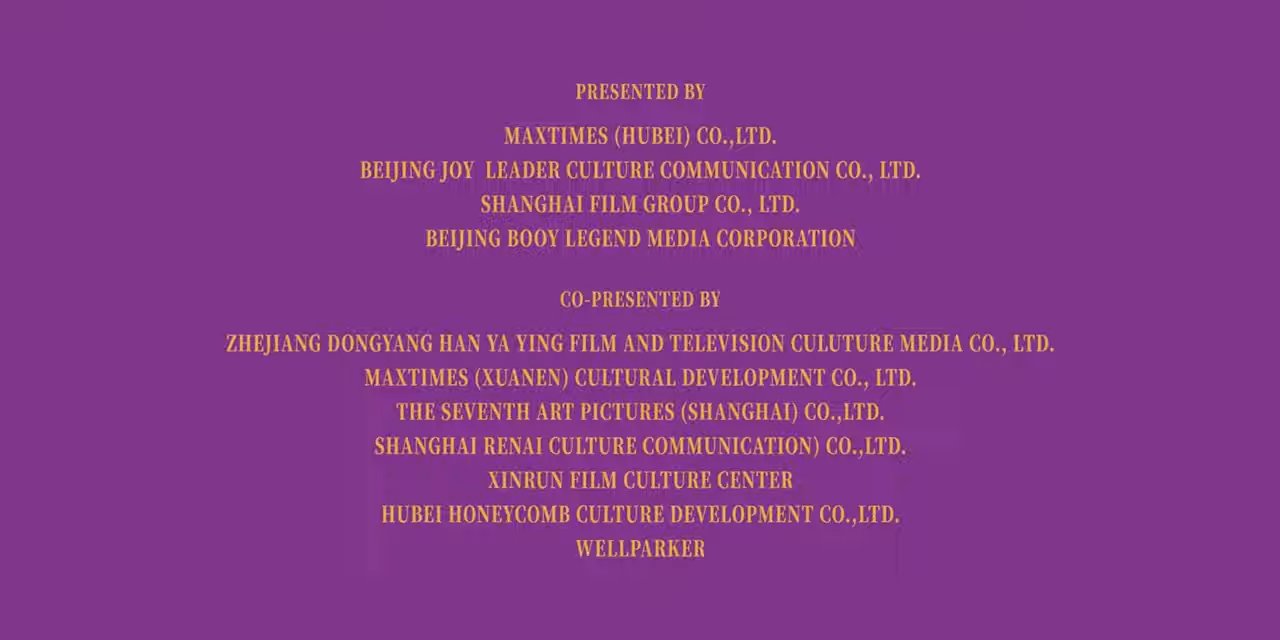 PRESENTED BY
MAXTIMES (HUBEI) CO.,LTD.
BEIJING JOY LEADER CULTURE COMMUNICATION CO., LTD.
SHANGHAI FILM GROUP CO., LTD.
BEIJING BOOY LEGEND MEDIA CORPORATION
CO-PRESENTED BY
ZHEJIANG DONGYANG HAN YA YING FILM AND TELEVISION CULUTURE MEDIA CO., LTD.
MAXTIMES (XUANEN) CULTURAL DEVELOPMENT CO., LTD.
THE SEVENTH ART PICTURES (SHANGHAI) CO.,LTD.
SHANGHAI RENAI CULTURE COMMUNICATION) CO.,LTD.
XINRUN FILM CULTURE CENTER
HUBEI HONEYCOMB CULTURE DEVELOPMENT CO.,LTD.
WELLPARKER